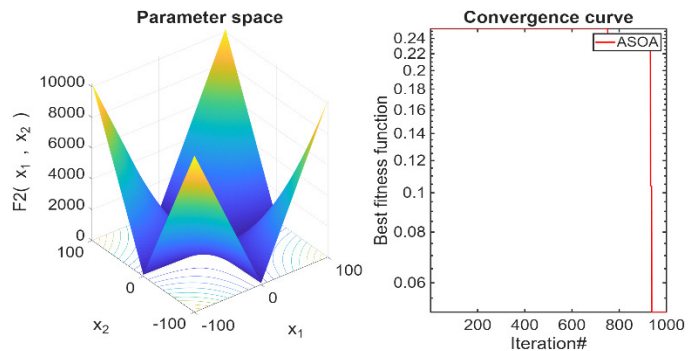 Parameter space
F2( x1 , x2 )
10000
8000
6000
4000
2000
0
100
0
-100
x2
-100
0
100
x1
Convergence curve
Best fitness function
0.24
0.22
0.2
0.18
0.16
0.14
0.12
0.1
0.08
0.06
ASOA
200 400 600 800 1000
Iteration#